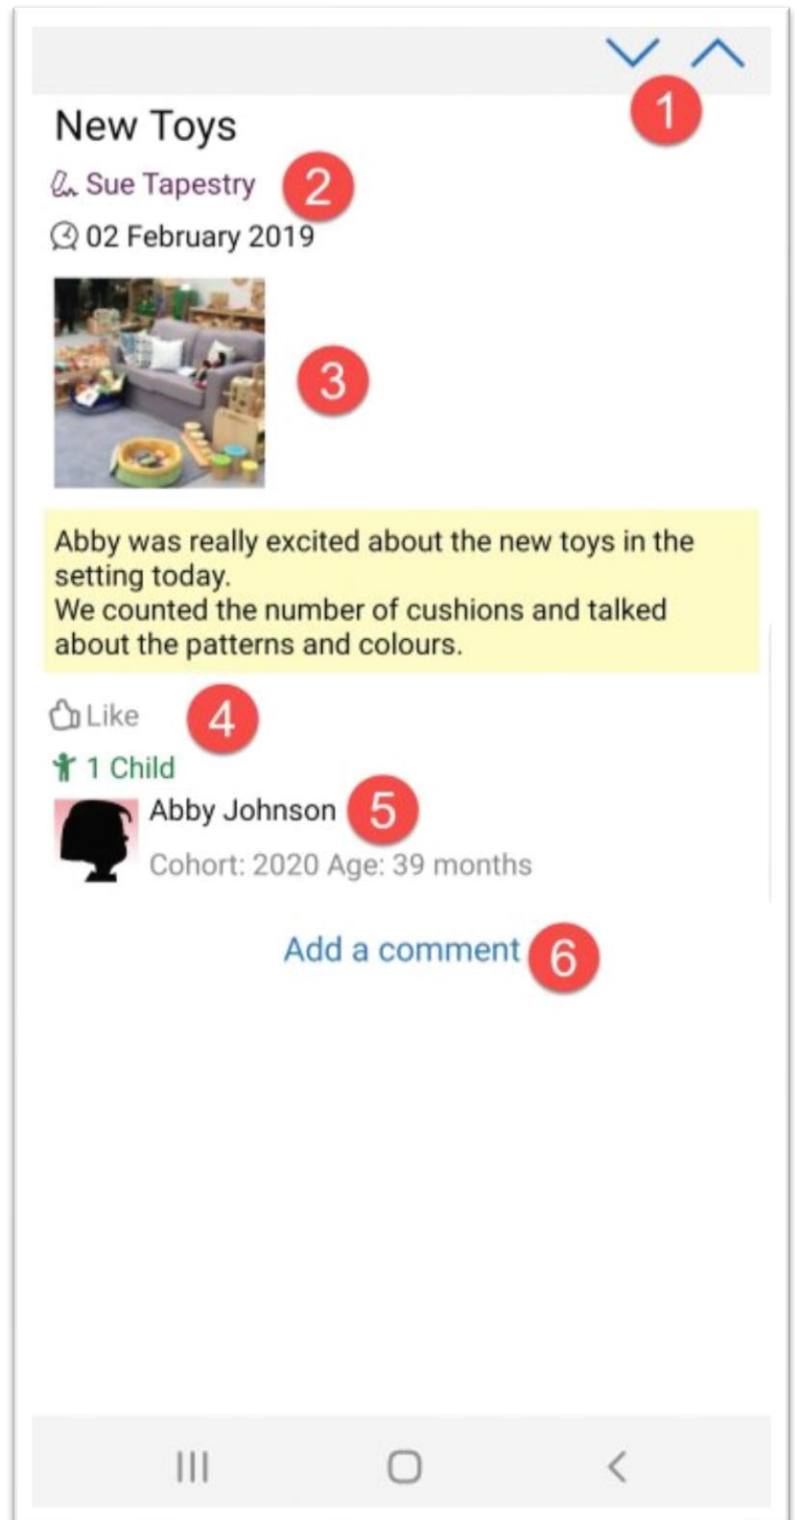 1
New Toys
Sue Tapestry 2
02 February 2019
3
Abby was really excited about the new toys in the
setting today.
We counted the number of cushions and talked
about the patterns and colours.
Like 4
1 Child
Abby Johnson 5
Cohort: 2020 Age: 39 months
Add a comment 6